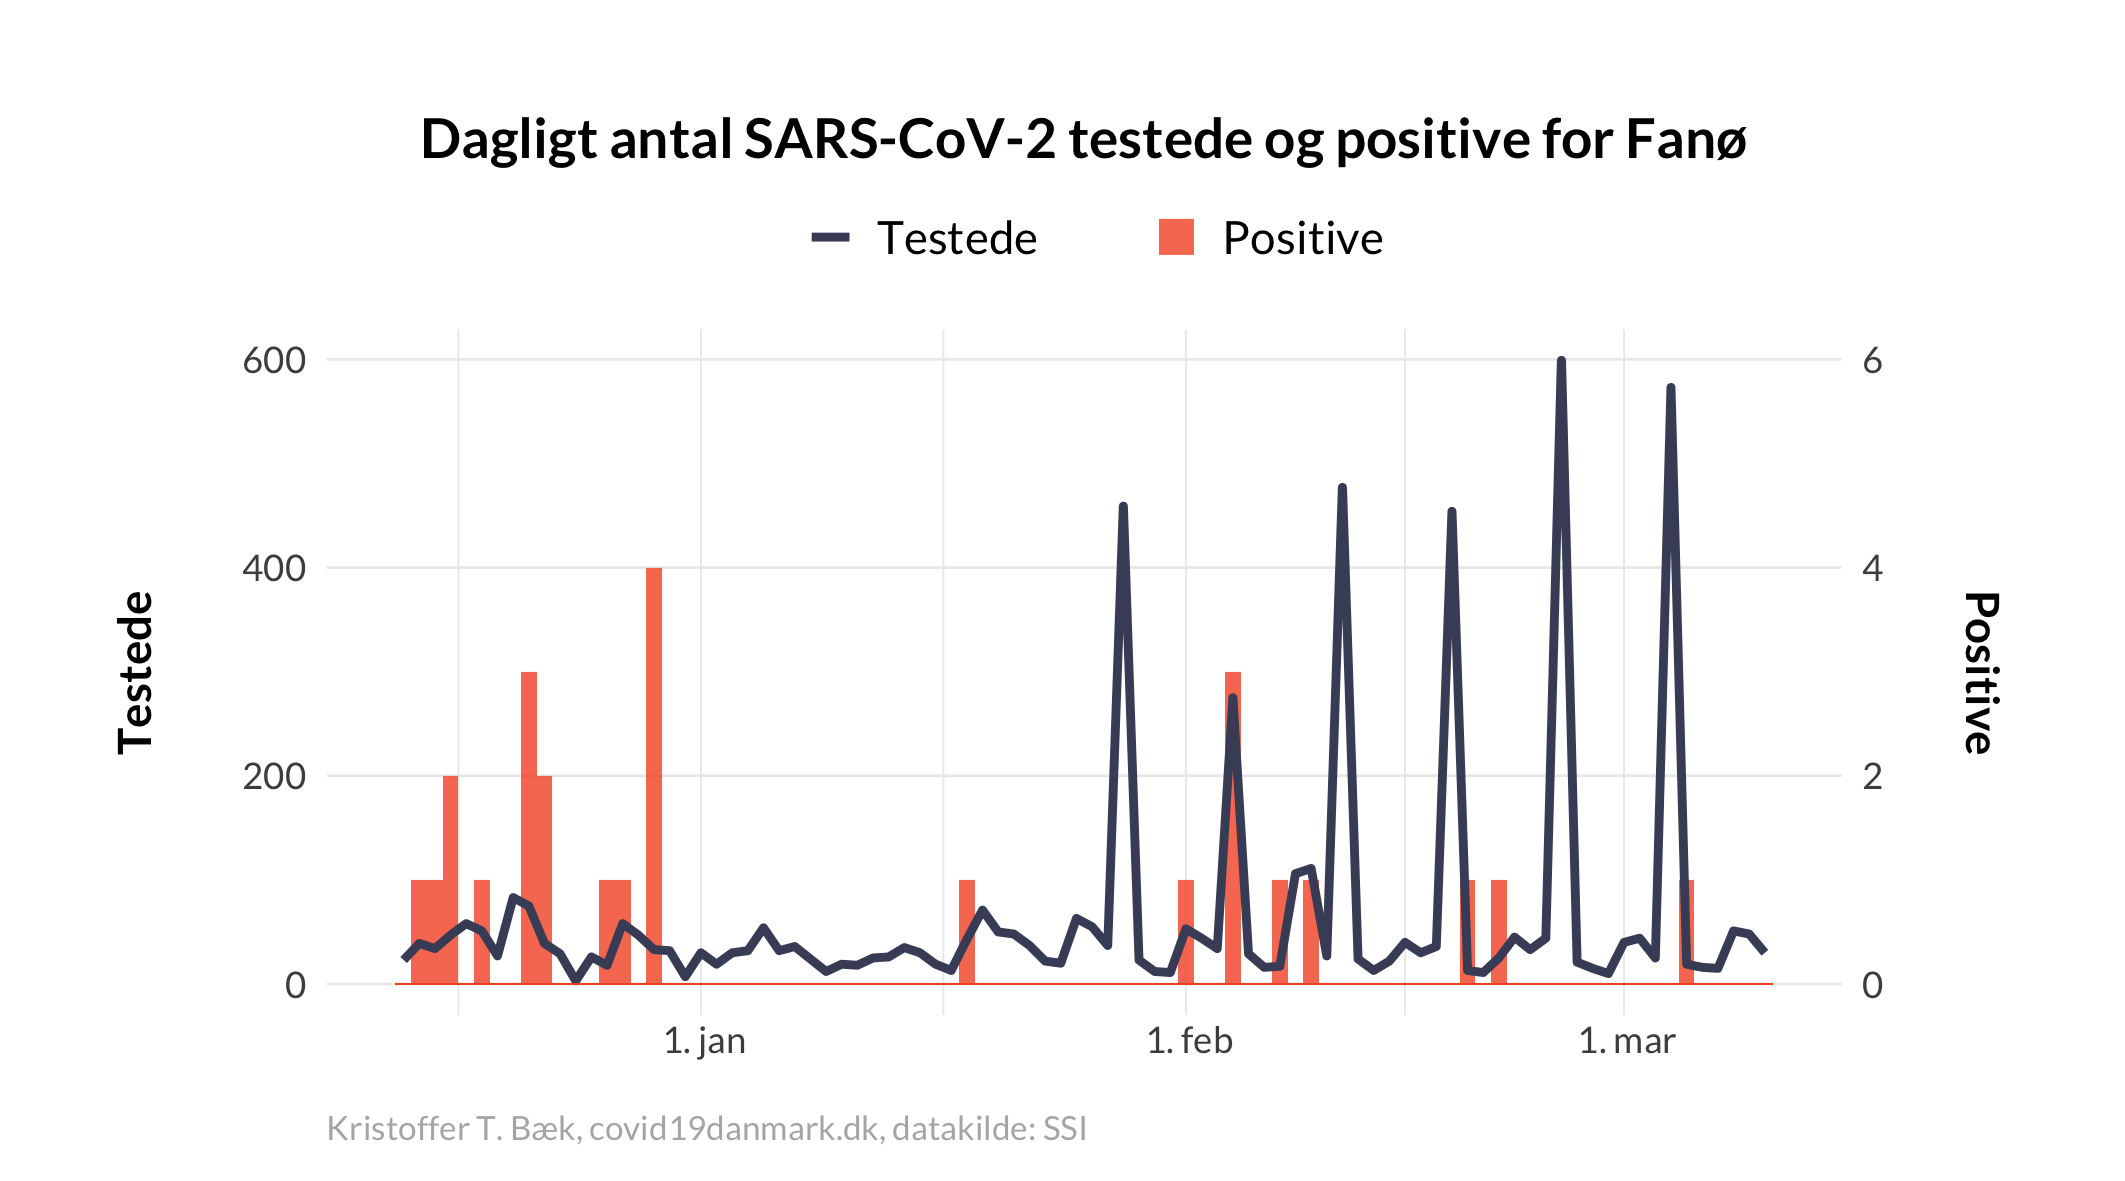 Dagligt antal SARS-CoV-2 testede og positive for Fanø
Testede
Positive
600
400
200
0
6
4
2
0
Testede
Positive
1. jan
1. feb
1. mar
Kristoffer T. Bæk, covid19danmark.dk, datakilde: SSI